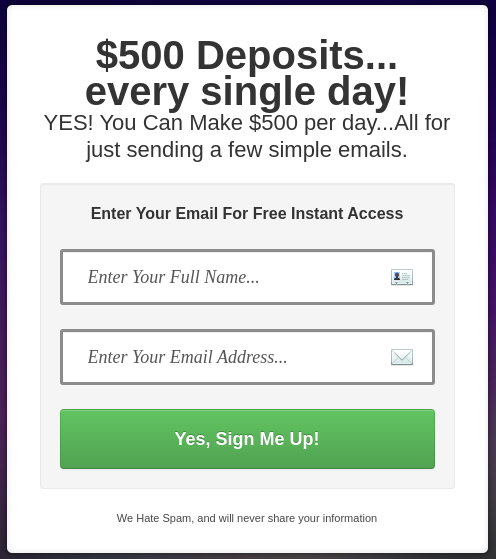 $500 Deposits...
every single day!
YES! You Can Make $500 per day...All for
just sending a few simple emails.
Enter Your Email For Free Instant Access
Enter Your Full Name...
Enter Your Email Address...
Yes, Sign Me Up!
We Hate Spam, and will never share your information